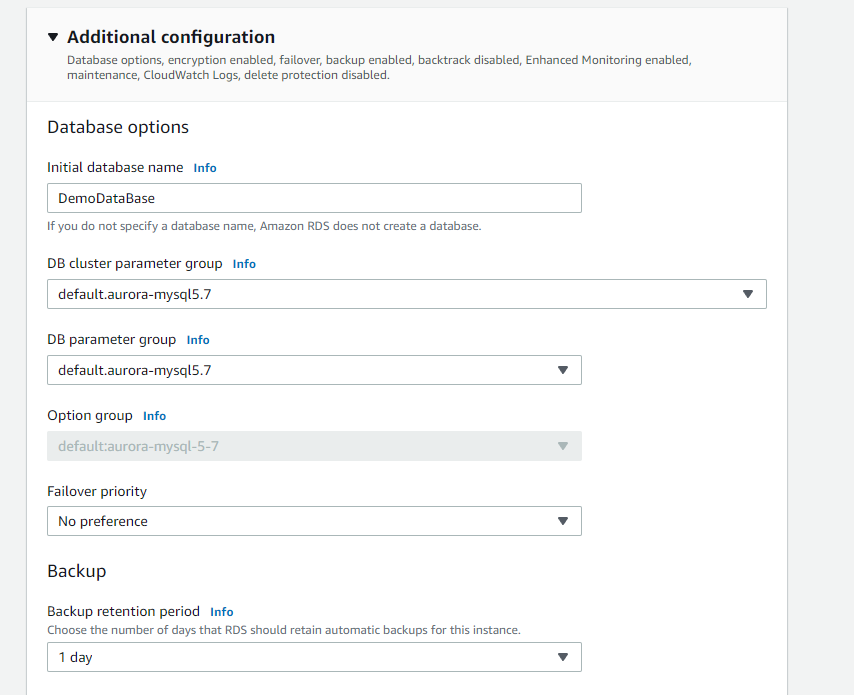 Additional configuration
Database options, encryption enabled, failover, backup enabled, backtrack disabled, Enhanced Monitoring enabled,
maintenance, CloudWatch Logs, delete protection disabled.
Database options
Initial database name Info
DemoDataBase
If you do not specify a database name, Amazon RDS does not create a database.
DB cluster parameter group Info
default.aurora-mysql5.7
DB parameter group Info
default.aurora-mysql5.7
Option group Info
default:aurora-mysql-5-7
Failover priority
No preference
Backup
Backup retention period Info
Choose the number of days that RDS should retain automatic backups for this instance.
1 day